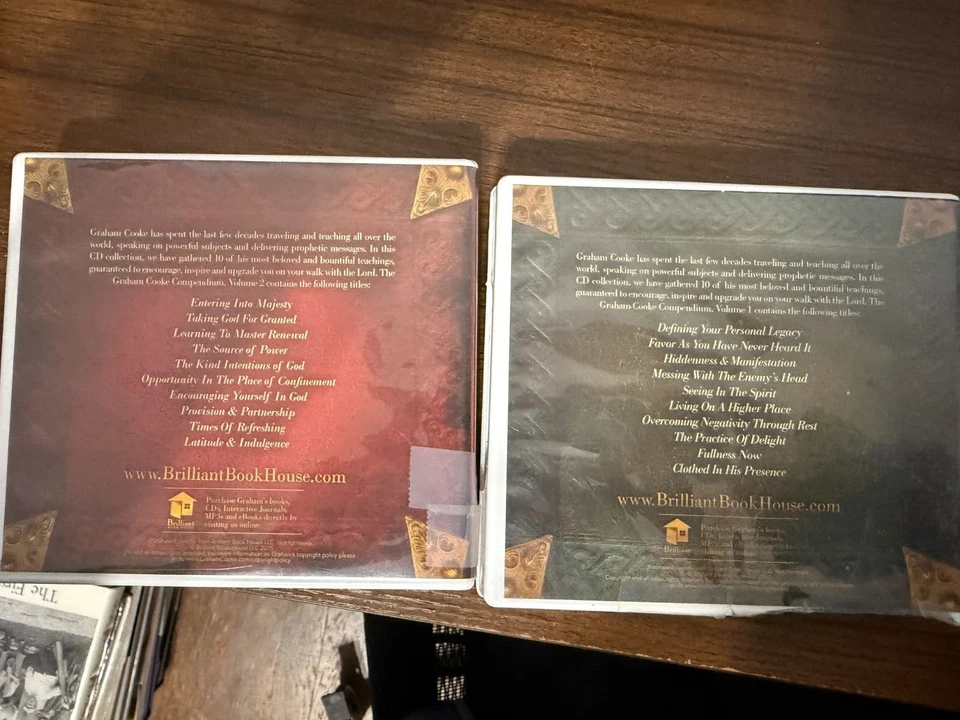 Graham Cooke has spent the last few decades traveling and teaching all over the
world, speaking on powerful subjects and delivering prophetic messages. In this
CD collection, we have gathered 10 of his most beloved and bountiful teachings,
guaranteed to encourage, inspire and upgrade you on your walk with the Lord. The
Graham Cooke Compendium, Volume 2 contains the following titles:
Entering Into Majesty
Taking God For Granted
Learning To Master Renewal
The Source of Power
The Kind Intentions of God
Opportunity In The Place of Confinement
Encouraging Yourself In God
Provision & Partnership
Times Of Refreshing
Latitude & Indulgence
www.BrilliantBookHouse.com
Brilliant
Purchase Graham's books,
CDs, Interactive Journals,
MP3s and eBooks directly by
visiting us online.
Graham Cooke has spent the last few decades traveling and teaching all over the
world, speaking on powerful subjects and delivering prophetic messages. In this
CD collection, we have gathered 10 of his most beloved and bountiful teachings,
guaranteed to encourage, inspire and upgrade you on your walk with the Lord. The
Graham Cooke Compendium, Volume 1 contains the following titles:
Defining Your Personal Legacy
Favor As You Have Never Heard It
Hiddenness & Manifestation
Messing With The Enemy's Head
Seeing In The Spirit
Living On A Higher Place
Overcoming Negativity Through Rest
The Practice Of Delight
Fullness Now
Clothed In His Presence
www.BrilliantBookHouse.com
Brilliant
Purchase Graham's books,
CDs, Interactive Journals,
The